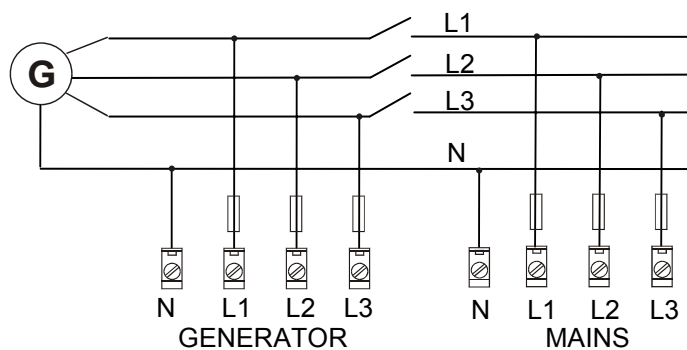 L1
G
L2
L3
N
N L1 L2 L3 N L1 L2 L3
GENERATOR MAINS